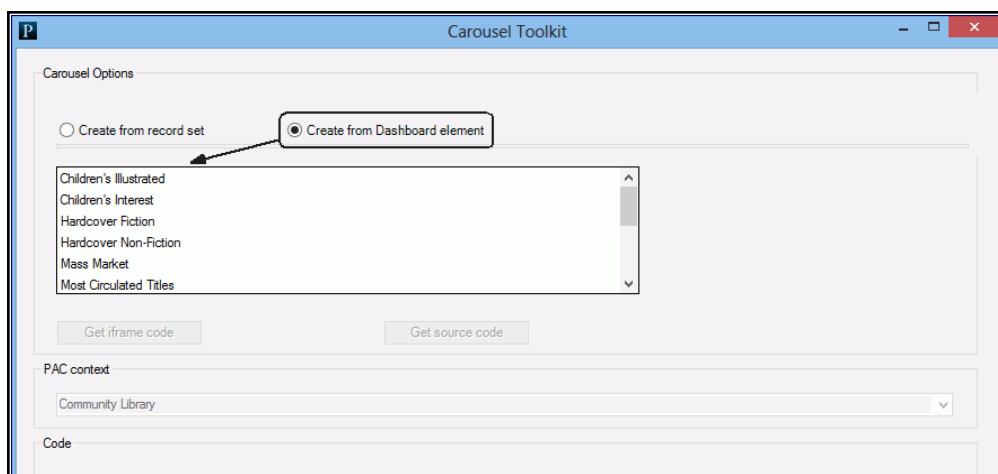 P
Carousel Toolkit
Carousel Options
Create from record set
Create from Dashboard element
Children's Illustrated
Children's Interest
Hardcover Fiction
Hardcover Non-Fiction
Mass Market
Most Circulated Titles
Get iframe code
Get source code
PAC context
Community Library
Code